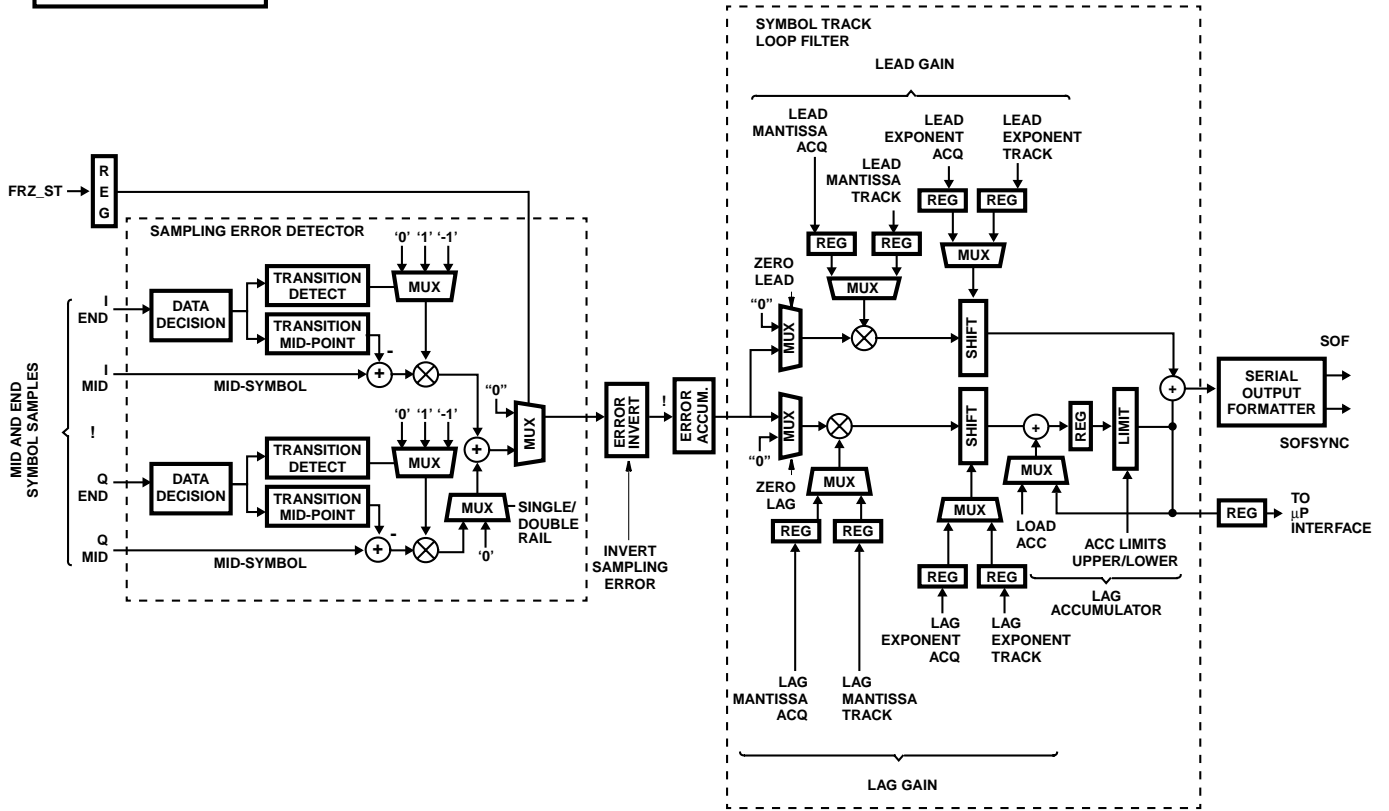 SYMBOL TRACK
LOOP FILTER
LEAD GAIN
LEAD
MANTISSA
ACQ
LEAD
MANTISSA
TRACK
LEAD
EXPONENT
ACQ
LEAD
EXPONENT
TRACK
REG
REG
REG
REG
MUX
MUX
FRZ_ST
R
E
G
SAMPLING ERROR DETECTOR
'0' '1' '-1'
MUX
I
END
DATA
DECISION
TRANSITION
DETECT
TRANSITION
MID-POINT
-
+
I
MID
MID-SYMBOL
MID AND END
SYMBOL SAMPLES
!
'0' '1' '-1'
MUX
Q
END
DATA
DECISION
TRANSITION
DETECT
TRANSITION
MID-POINT
-
+
Q
MID
MID-SYMBOL
+
MUX
SINGLE/
DOUBLE
RAIL
'0'
“0”
MUX
ERROR
INVERT
INVERT
SAMPLING
ERROR
!
ERROR
ACCUM.
ZERO
LEAD
“0”
MUX
SHIFT
MUX
“0”
ZERO
LAG
MUX
REG
REG
LAG
MANTISSA
ACQ
LAG
MANTISSA
TRACK
SHIFT
MUX
REG
REG
LAG
EXPONENT
ACQ
LAG
EXPONENT
TRACK
+
REG
LIMIT
MUX
LOAD
ACC
ACC LIMITS
UPPER/LOWER
LAG
ACCUMULATOR
+
SERIAL
OUTPUT
FORMATTER
SOF
SOFSYNC
REG
TO
µP
INTERFACE
LAG GAIN